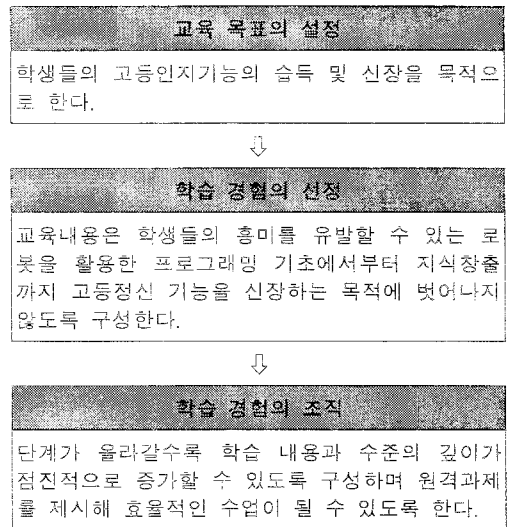 교육 목표의 설정
학생들의 고등인지기능의 습득 및 신장을 목적으
로 한다.
⇩
학습 경험의 선정
교육내용은 학생들의 흥미를 유발할 수 있는 로
봇을 활용한 프로그래밍 기초에서부터 지식창출
까지 고등정신 기능을 신장하는 목적에 벗어나지
않도록 구성한다.
⇩
학습 경험의 조직
단계가 올라갈수록 학습 내용과 수준의 깊이가
점진적으로 증가할 수 있도록 구성하며 원격과제
를 제시해 효율적인 수업이 될 수 있도록 한다.